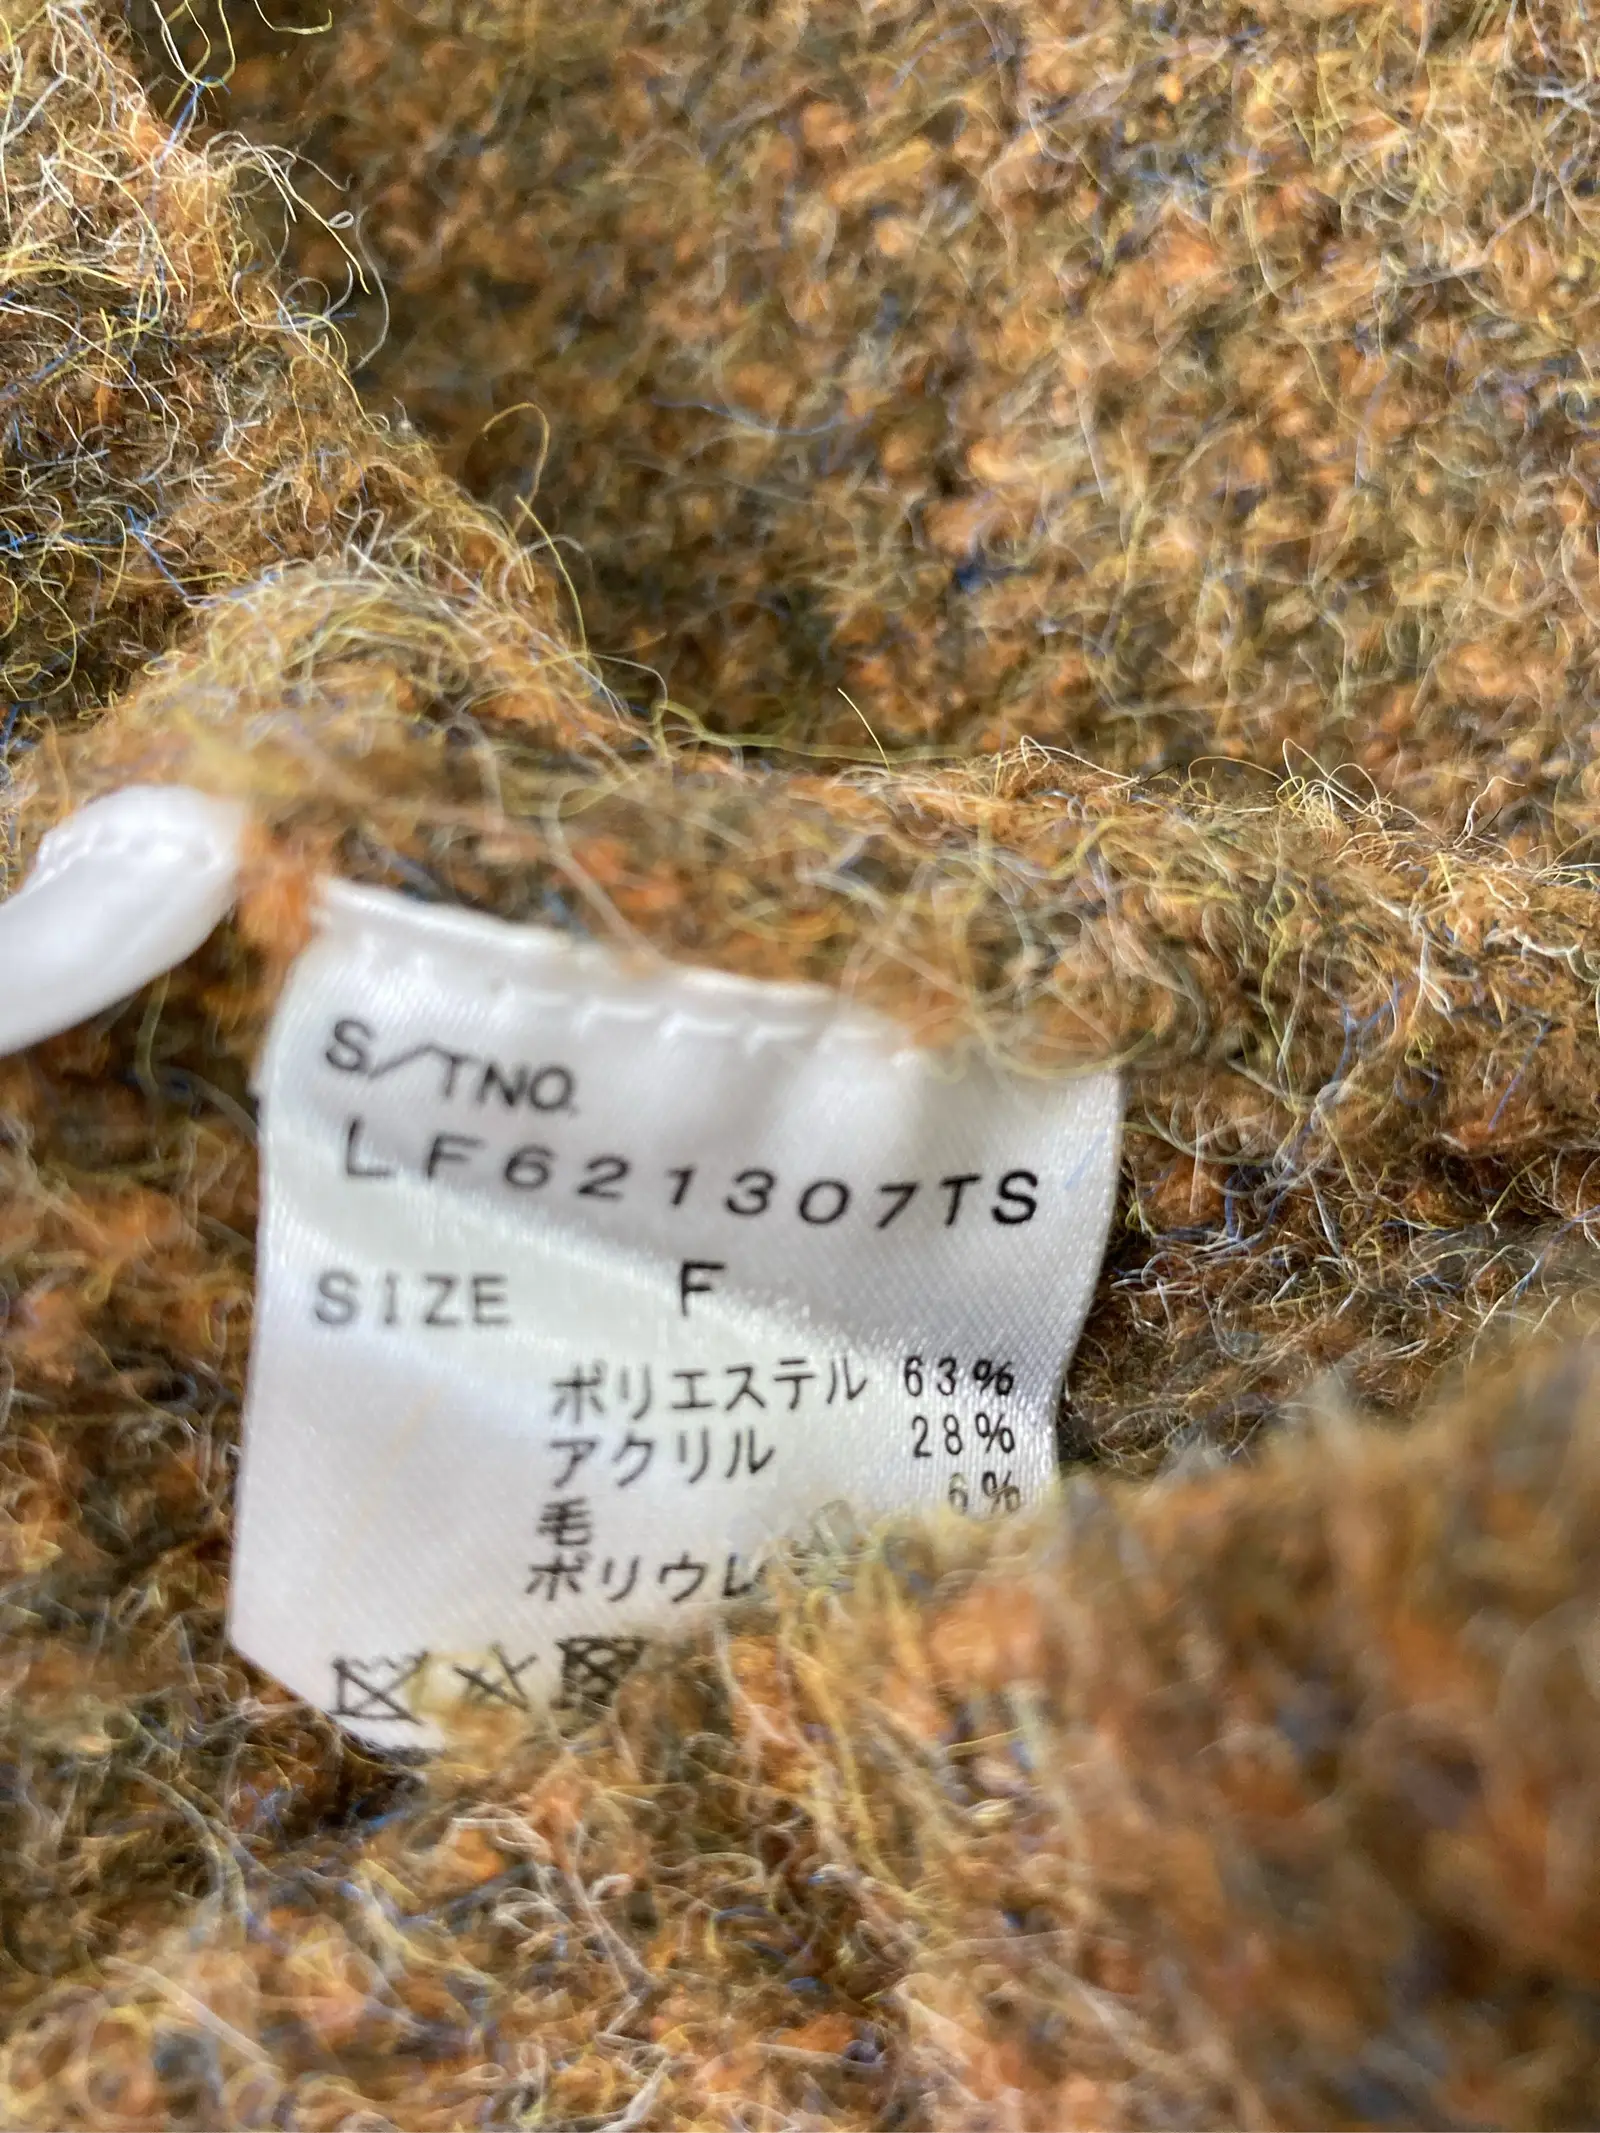 S/TNO.
LF621307TS
SIZE F
ポリエステル 63%
アクリル 28%
毛 6%
ポリウレ